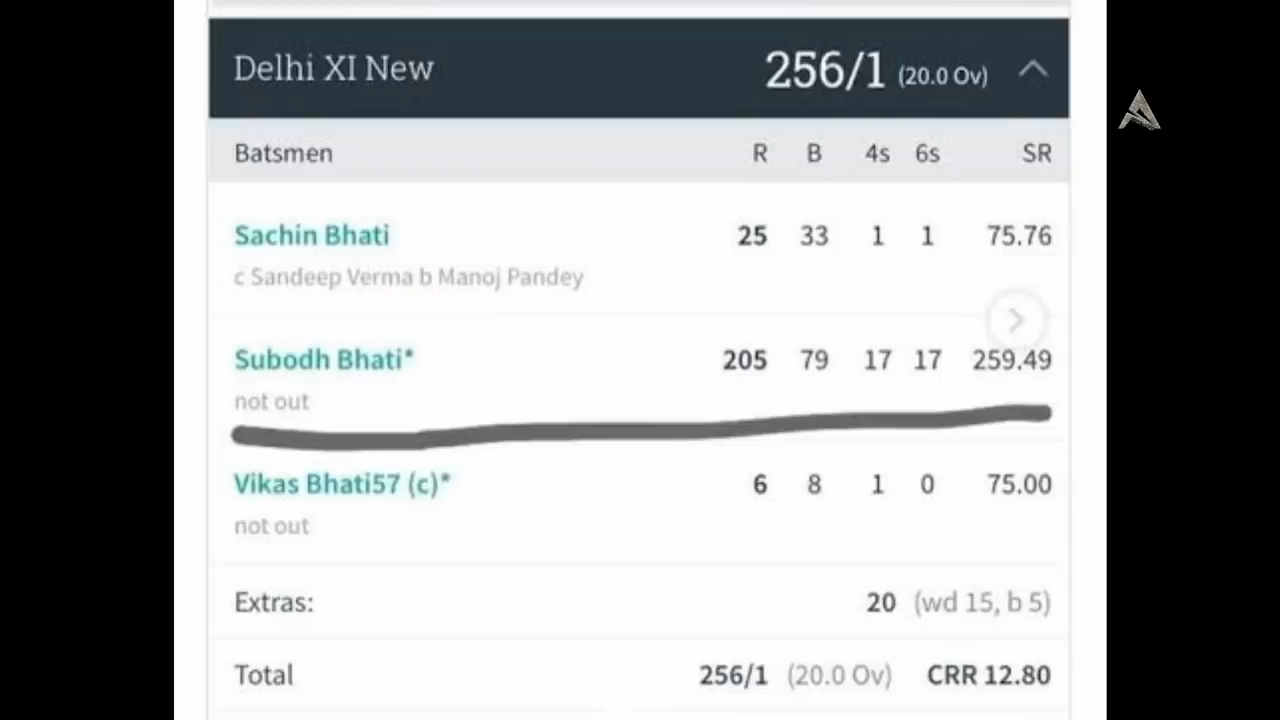 Delhi XI New 256/1 (20.0 Ov)
Batsmen R B 4s 6s SR
Sachin Bhati 25 33 1 1 75.76
c Sandeep Verma b Manoj Pandey
Subodh Bhati* 205 79 17 17 259.49
not out
Vikas Bhati57 (c)* 6 8 1 0 75.00
not out
Extras: 20 (wd 15, b 5)
Total 256/1 (20.0 Ov) CRR 12.80